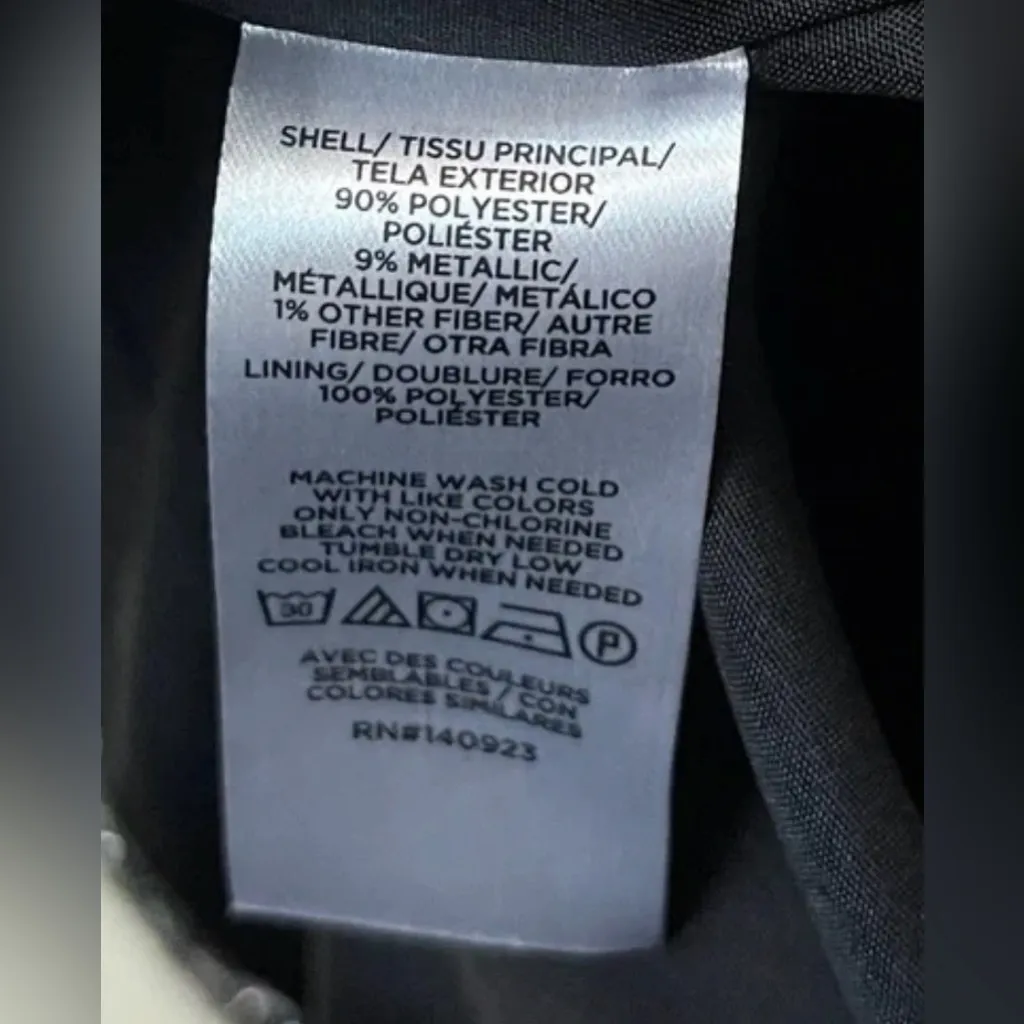 SHELL/ TISSU PRINCIPAL/
TELA EXTERIOR
90% POLYESTER/
POLIÉSTER
9% METALLIC/
MÉTALLIQUE/ METÁLICO
1% OTHER FIBER/ AUTRE
FIBRE/ OTRA FIBRA
LINING/ DOUBLURE/ FORRO
100% POLYESTER/
POLIÉSTER
MACHINE WASH COLD
WITH LIKE COLORS
ONLY NON-CHLORINE
BLEACH WHEN NEEDED
TUMBLE DRY LOW
COOL IRON WHEN NEEDED
30 P
AVEC DES COULEURS
SEMBLABLES / CON
COLORES SIMILARES
RN#140923